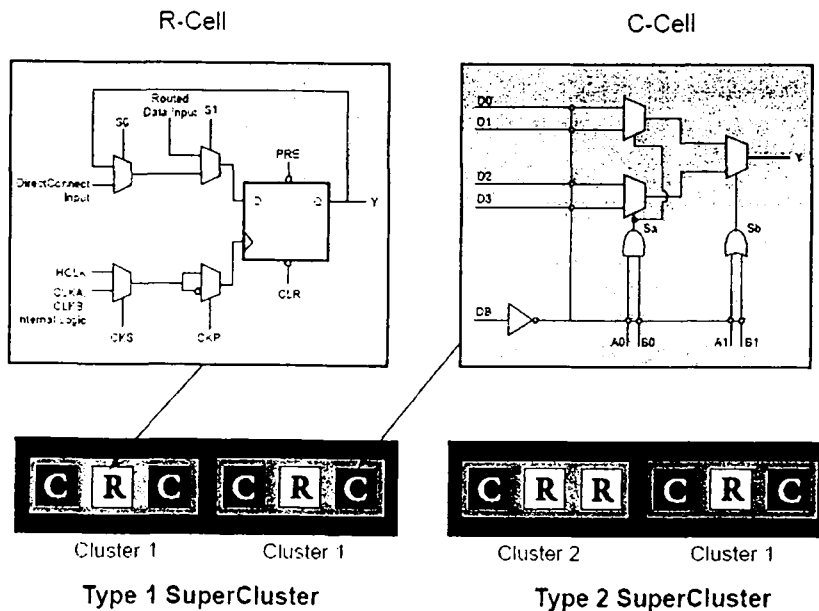 R-Cell
C-Cell
Routed
Data Input
S1
S0
PRE
DirectConnect
Input
D
Q
Y
HCLK
CLKA,
CLKB,
Internal Logic
CKS
CKP
CLR
D0
D1
D2
D3
Y
Sa
Sb
DB
A0
B0
A1
B1
C R C
C R C
C R R
C R C
Cluster 1
Cluster 1
Cluster 2
Cluster 1
Type 1 SuperCluster
Type 2 SuperCluster